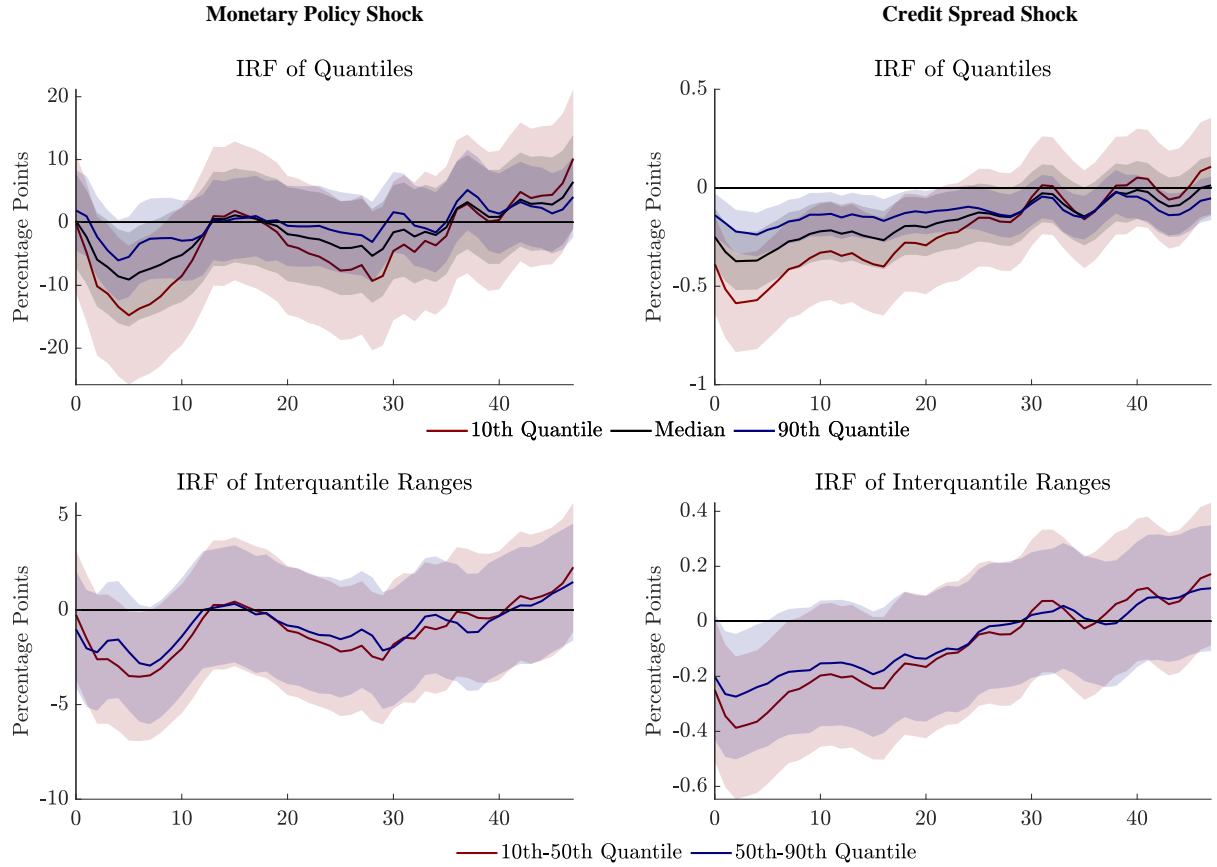 Monetary Policy Shock
Credit Spread Shock
IRF of Quantiles
IRF of Quantiles
Percentage Points
20
10
0
-10
-20
0 10 20 30 40
Percentage Points
0.5
0
-0.5
-1
0 10 20 30 40
10th Quantile Median 90th Quantile
IRF of Interquantile Ranges
IRF of Interquantile Ranges
Percentage Points
5
0
-5
-10
0 10 20 30 40
Percentage Points
0.4
0.2
0
-0.2
-0.4
-0.6
0 10 20 30 40
10th-50th Quantile 50th-90th Quantile